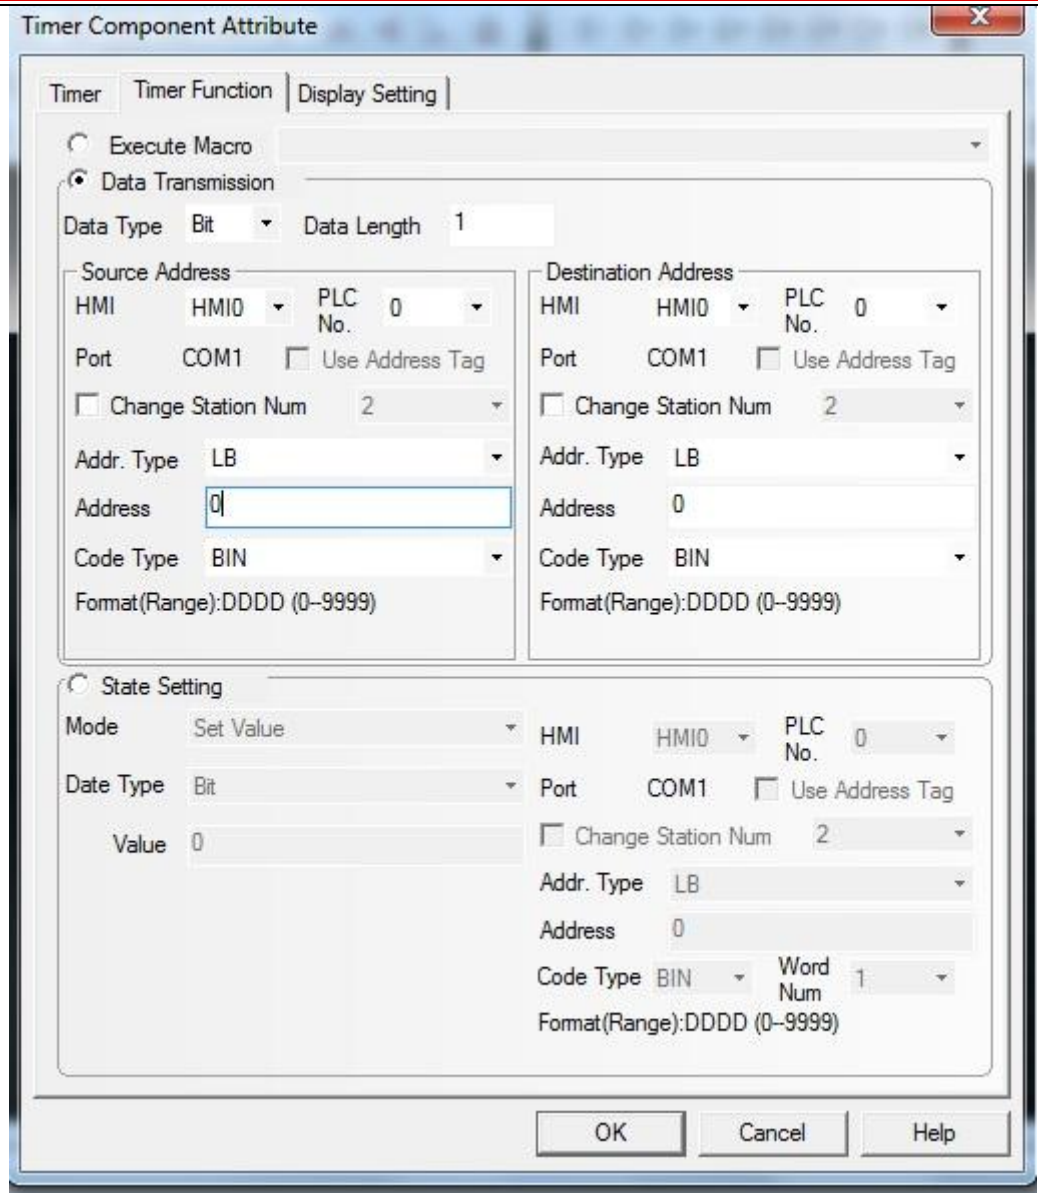 Timer Component Attribute
Timer Timer Function Display Setting
Execute Macro
Data Transmission
Data Type Bit Data Length 1
Source Address
HMI HMI0 PLC No. 0
Port COM1 Use Address Tag
Change Station Num 2
Addr. Type LB
Address 0
Code Type BIN
Format(Range):DDDD (0--9999)
Destination Address
HMI HMI0 PLC No. 0
Port COM1 Use Address Tag
Change Station Num 2
Addr. Type LB
Address 0
Code Type BIN
Format(Range):DDDD (0--9999)
State Setting
Mode Set Value
Date Type Bit
Value 0
HMI HMI0 PLC No. 0
Port COM1 Use Address Tag
Change Station Num 2
Addr. Type LB
Address 0
Code Type BIN Word Num 1
Format(Range):DDDD (0--9999)
OK Cancel Help